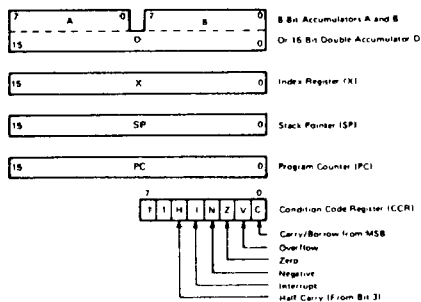 7 A 0 7 B 0 8 Bit Accumulators A and B
15 D 0 Or 16 Bit Double Accumulator D
15 X 0 Index Register (X)
15 SP 0 Stack Pointer (SP)
15 PC 0 Program Counter (PC)
7 0
1 1 H I N Z V C Condition Code Register (CCR)
Carry/Borrow from MSB
Overflow
Zero
Negative
Interrupt
Half Carry (From Bit 3)